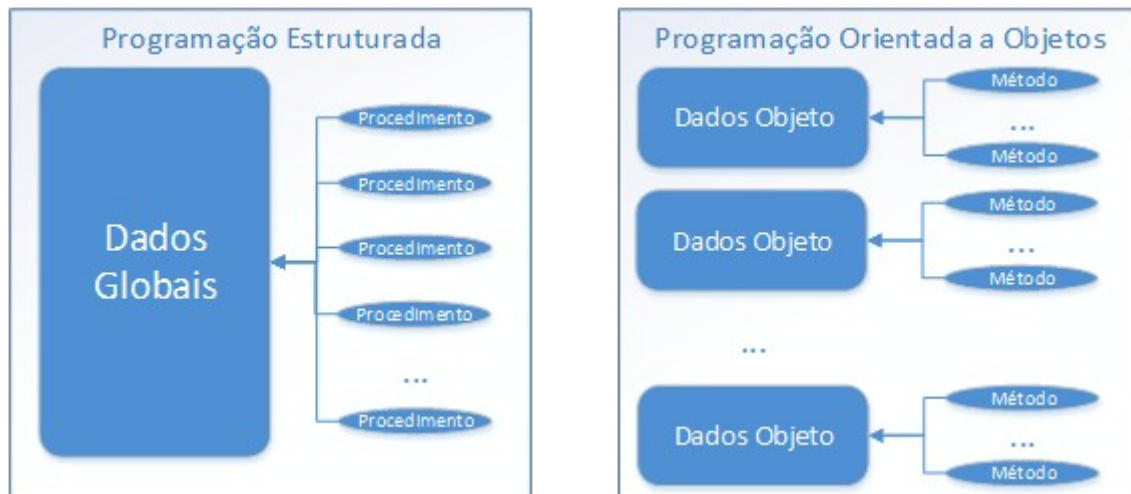 Programação Estruturada
Dados
Globais
Procedimento
Procedimento
Procedimento
Procedimento
...
Procedimento
Programação Orientada a Objetos
Dados Objeto
Método
...
Método
Dados Objeto
Método
...
Método
...
Dados Objeto
Método
...
Método